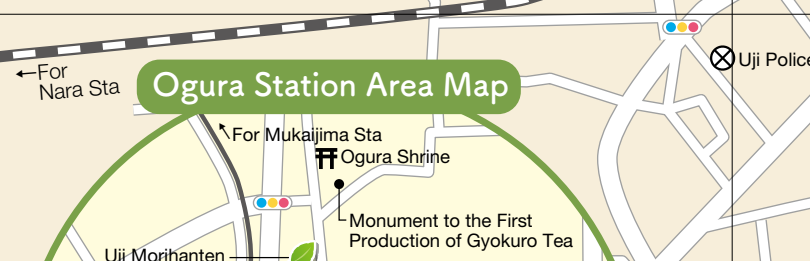 Ogura Station Area Map
Uji Police
For
Nara Sta
For Mukaijima Sta
Ogura Shrine
Monument to the First
Production of Gyokuro Tea
Uji Morihanten